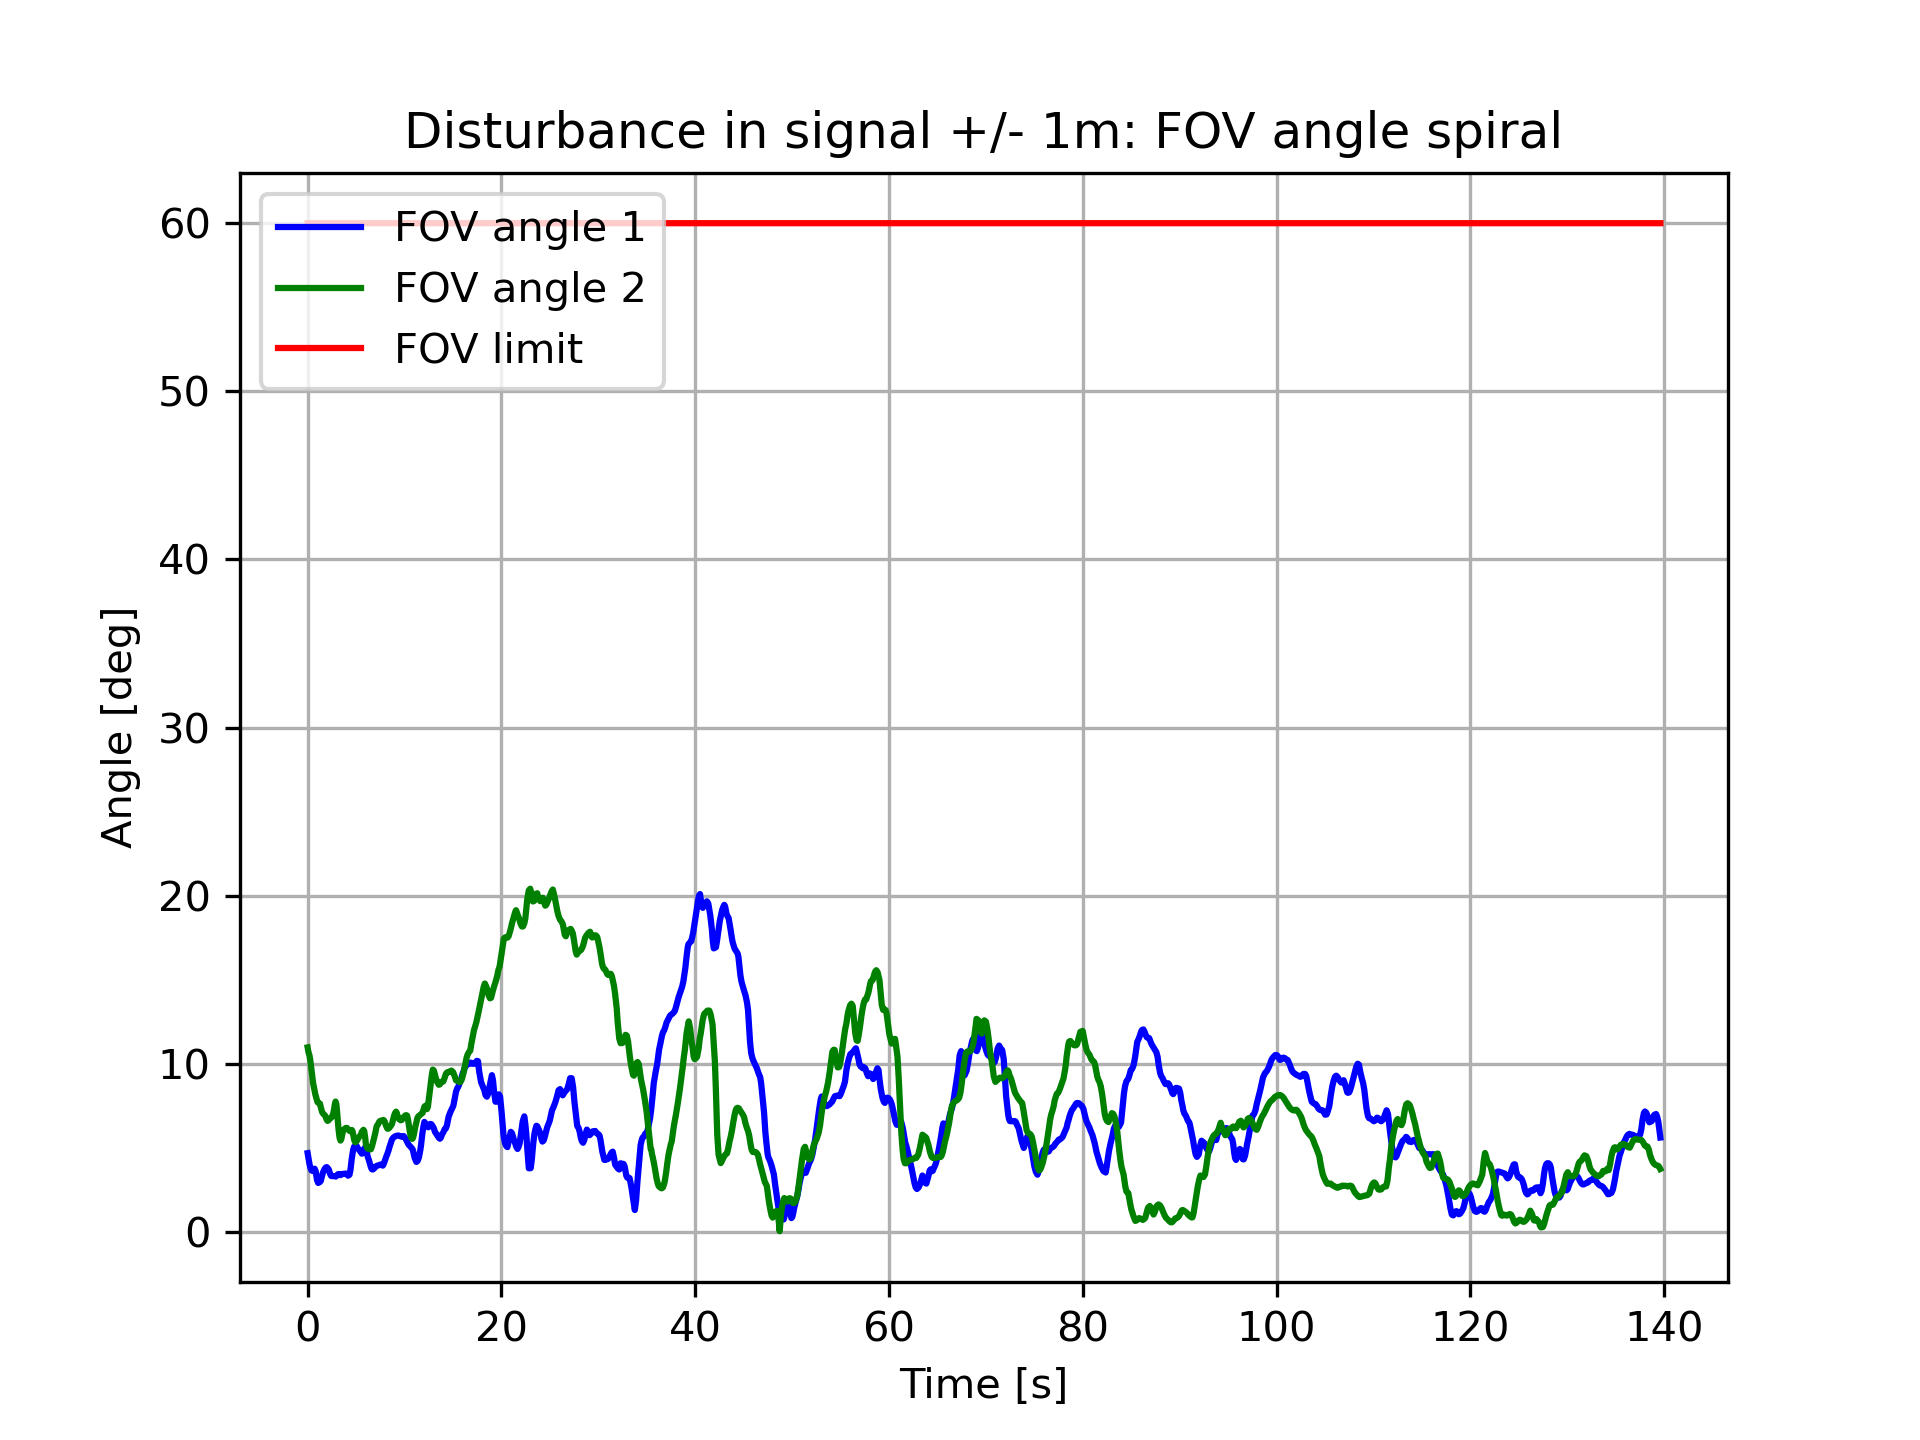 Disturbance in signal +/- 1m: FOV angle spiral
FOV angle 1
FOV angle 2
FOV limit
60
50
40
30
20
10
0
Angle [deg]
0 20 40 60 80 100 120 140
Time [s]